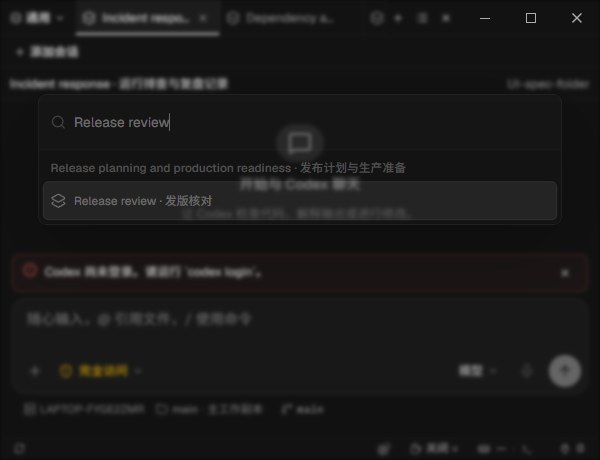 通用
Incident respo...
Dependency a...
添加会话
Incident response · 运行排查与复盘记录
UI-spec-folder
Release review
Release planning and production readiness · 发布计划与生产准备
开始与 Codex 聊天
Release review · 发版核对
Codex 尚未登录。请运行 `codex login`。
随心输入，@ 引用文件，/ 使用命令
完全访问
模型
main · 主工作副本
main
关闭